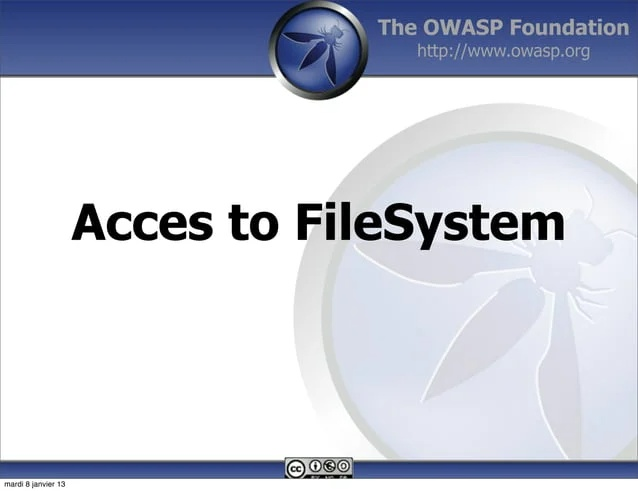 The OWASP Foundation
http://www.owasp.org
Acces to FileSystem
mardi 8 janvier 13